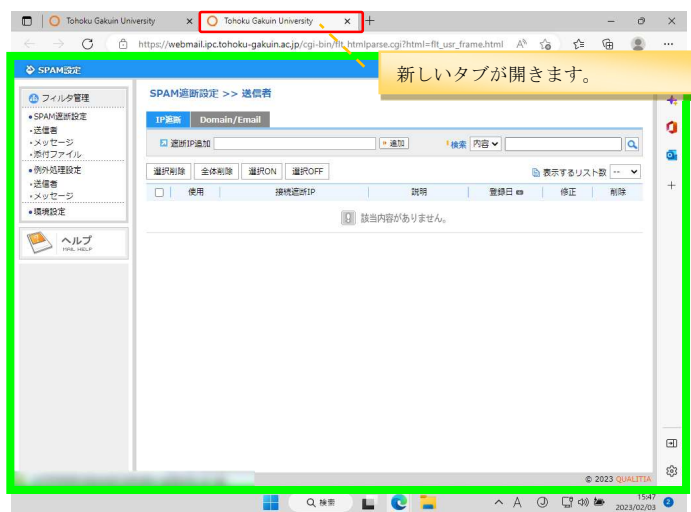 Tohoku Gakuin University
Tohoku Gakuin University
https://webmail.ipc.tohoku-gakuin.ac.jp/cgi-bin/flt_htmlparse.cgi?html=flt_usr_frame.html
新しいタブが開きます。
SPAM設定
フィルタ管理
•SPAM遮断設定
・送信者
・メッセージ
・添付ファイル
•例外処理設定
・送信者
・メッセージ
•環境設定
ヘルプ
MAIL HELP
SPAM遮断設定 >> 送信者
IP遮断 Domain/Email
遮断IP追加 追加 検索 内容
選択削除 全体削除 選択ON 選択OFF 表示するリスト数 --
使用 接続遮断IP 説明 登録日 修正 削除
該当内容がありません。
© 2023 QUALITIA
検索 A 15:47
2023/02/03 2